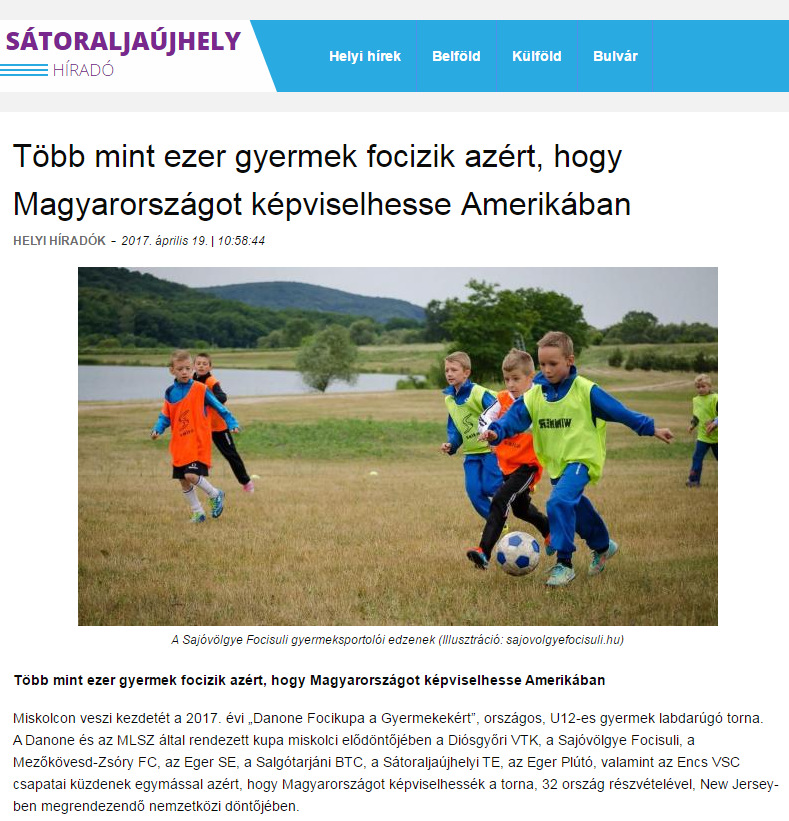 SÁTORALJAÚJHELY
HÍRADÓ
Helyi hírek
Belföld
Külföld
Bulvár
Több mint ezer gyermek focizik azért, hogy
Magyarországot képviselhesse Amerikában
HELYI HÍRADÓK - 2017. április 19. | 10:58:44
WINNER
A Sajóvölgye Focisuli gyermeksportolói edzenek (Illusztráció: sajovolgyefocisuli.hu)
Több mint ezer gyermek focizik azért, hogy Magyarországot képviselhesse Amerikában
Miskolcon veszi kezdetét a 2017. évi „Danone Focikupa a Gyermekekért”, országos, U12-es gyermek labdarúgó torna.
A Danone és az MLSZ által rendezett kupa miskolci elődöntőjében a Diósgyőri VTK, a Sajóvölgye Focisuli, a
Mezőkövesd-Zsóry FC, az Eger SE, a Salgótarjáni BTC, a Sátoraljaújhelyi TE, az Eger Plútó, valamint az Encs VSC
csapatai küzdenek egymással azért, hogy Magyarországot képviselhessék a torna, 32 ország részvételével, New Jersey-
ben megrendezendő nemzetközi döntőjében.